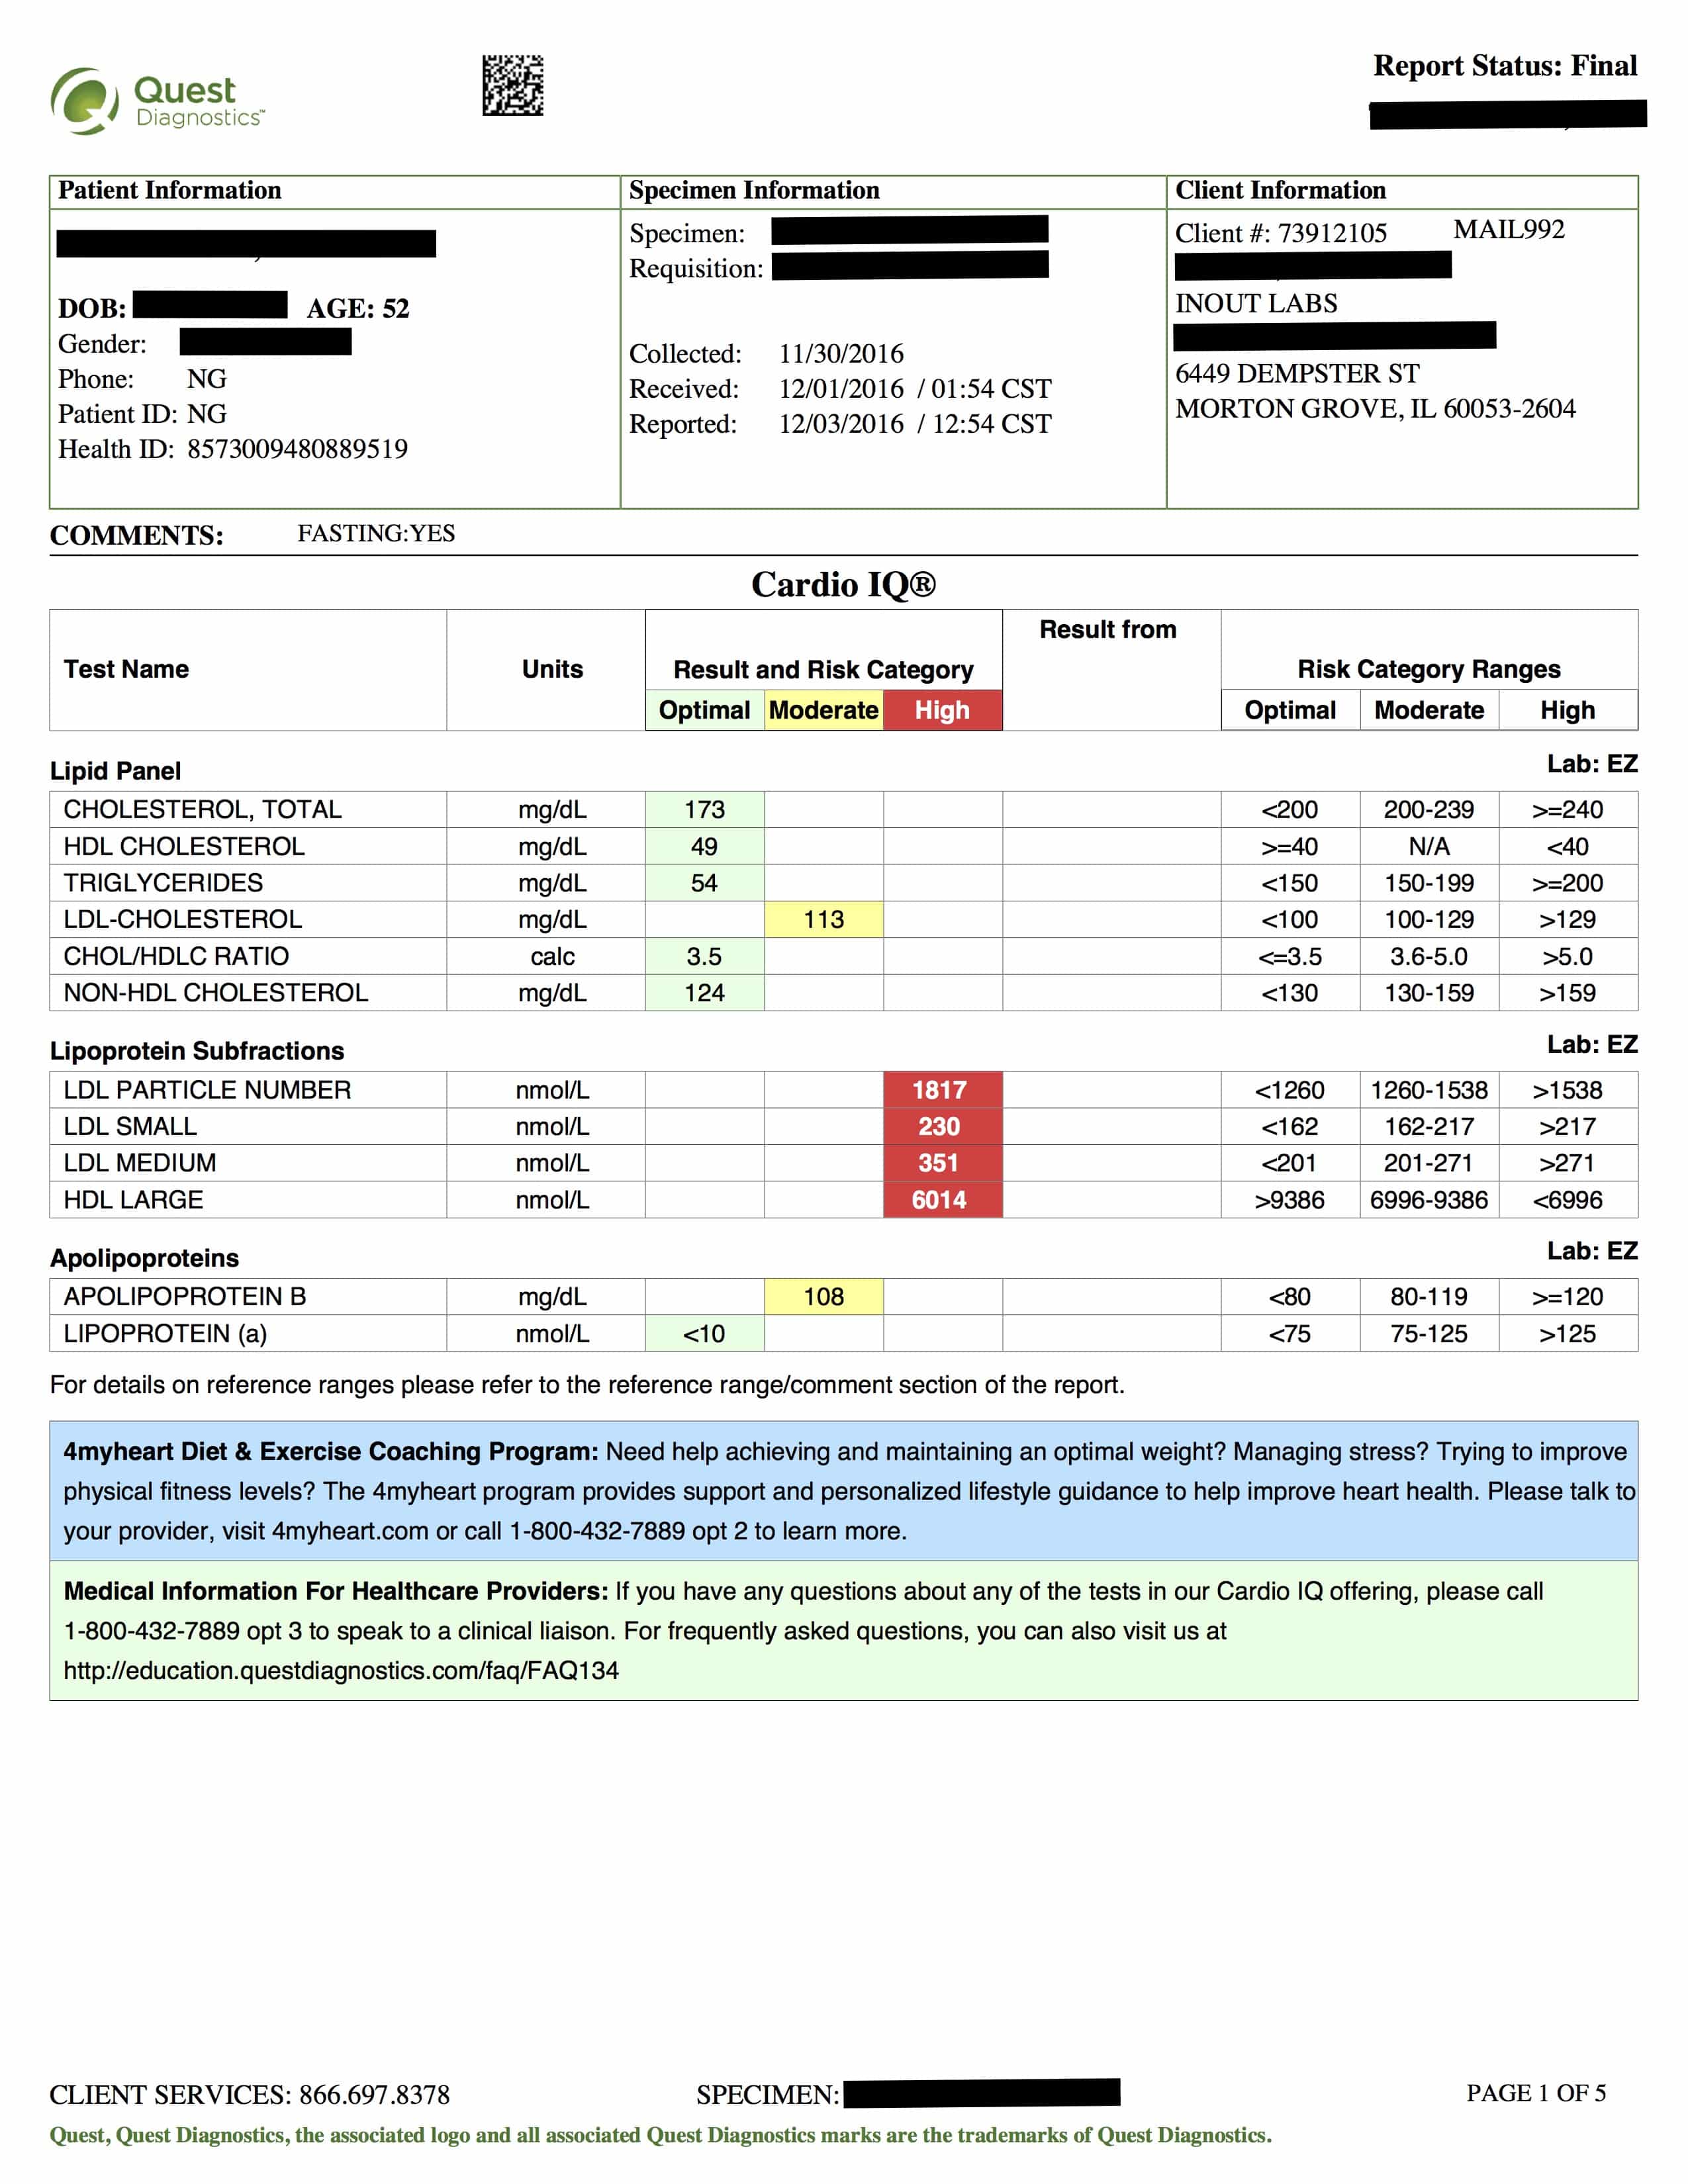 Quest
Diagnostics™
Report Status: Final
Patient Information
DOB: AGE: 52
Gender:
Phone: NG
Patient ID: NG
Health ID: 8573009480889519
Specimen Information
Specimen:
Requisition:
Collected: 11/30/2016
Received: 12/01/2016 / 01:54 CST
Reported: 12/03/2016 / 12:54 CST
Client Information
Client #: 73912105 MAIL992
INOUT LABS
6449 DEMPSTER ST
MORTON GROVE, IL 60053-2604
COMMENTS: FASTING:YES
Cardio IQ®
Test Name Units Result and Risk Category Result from Risk Category Ranges
Optimal Moderate High Optimal Moderate High
Lipid Panel Lab: EZ
CHOLESTEROL, TOTAL mg/dL 173 <200 200-239 >=240
HDL CHOLESTEROL mg/dL 49 >=40 N/A <40
TRIGLYCERIDES mg/dL 54 <150 150-199 >=200
LDL-CHOLESTEROL mg/dL 113 <100 100-129 >129
CHOL/HDLC RATIO calc 3.5 <=3.5 3.6-5.0 >5.0
NON-HDL CHOLESTEROL mg/dL 124 <130 130-159 >159
Lipoprotein Subfractions Lab: EZ
LDL PARTICLE NUMBER nmol/L 1817 <1260 1260-1538 >1538
LDL SMALL nmol/L 230 <162 162-217 >217
LDL MEDIUM nmol/L 351 <201 201-271 >271
HDL LARGE nmol/L 6014 >9386 6996-9386 <6996
Apolipoproteins Lab: EZ
APOLIPOPROTEIN B mg/dL 108 <80 80-119 >=120
LIPOPROTEIN (a) nmol/L <10 <75 75-125 >125
For details on reference ranges please refer to the reference range/comment section of the report.
4myheart Diet & Exercise Coaching Program: Need help achieving and maintaining an optimal weight? Managing stress? Trying to improve
physical fitness levels? The 4myheart program provides support and personalized lifestyle guidance to help improve heart health. Please talk to
your provider, visit 4myheart.com or call 1-800-432-7889 opt 2 to learn more.
Medical Information For Healthcare Providers: If you have any questions about any of the tests in our Cardio IQ offering, please call
1-800-432-7889 opt 3 to speak to a clinical liaison. For frequently asked questions, you can also visit us at
http://education.questdiagnostics.com/faq/FAQ134
CLIENT SERVICES: 866.697.8378 SPECIMEN: PAGE 1 OF 5
Quest, Quest Diagnostics, the associated logo and all associated Quest Diagnostics marks are the trademarks of Quest Diagnostics.